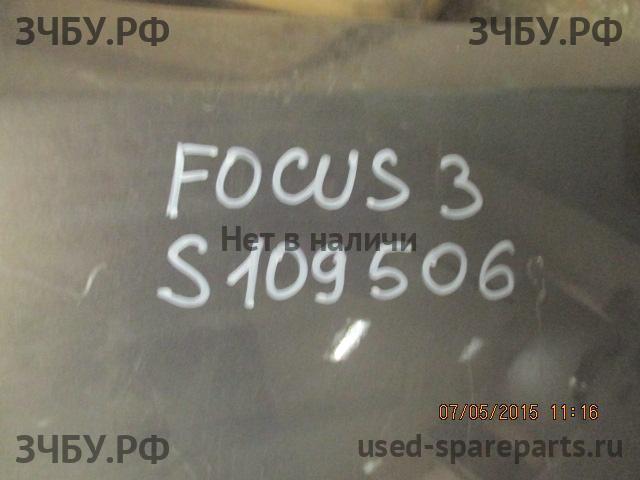 ЗЧБУ.РФ ЗЧБУ.РФ
FOCUS 3
Нет в наличи
S109506
07/05/2015 11:16
ЗЧБУ.РФ used-spareparts.ru